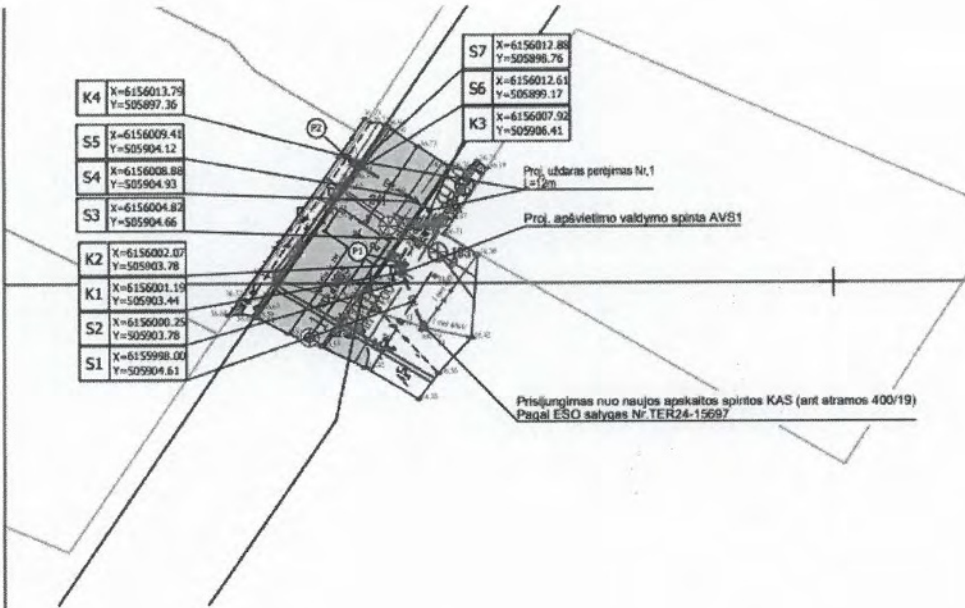 S7 X=6156012.88
Y=505898.76
S6 X=6156012.61
Y=505899.17
K3 X=6156007.92
Y=505906.41
K4 X=6156013.79
Y=505897.36
S5 X=6156009.41
Y=505904.12
S4 X=6156008.88
Y=505904.93
S3 X=6156004.82
Y=505904.66
K2 X=6156002.07
Y=505903.78
K1 X=6156001.19
Y=505903.44
S2 X=6156000.25
Y=505903.78
S1 X=6155998.00
Y=505904.61
P2
P1
Proj. uždaras perėjimas Nr.1
L=12m
Proj. apšvietimo valdymo spinta AVS1
Prisijungimas nuo naujos apskaitos spintos KAS (ant atramos 400/19)
Pagal ESO sąlygas Nr.TER24-15697